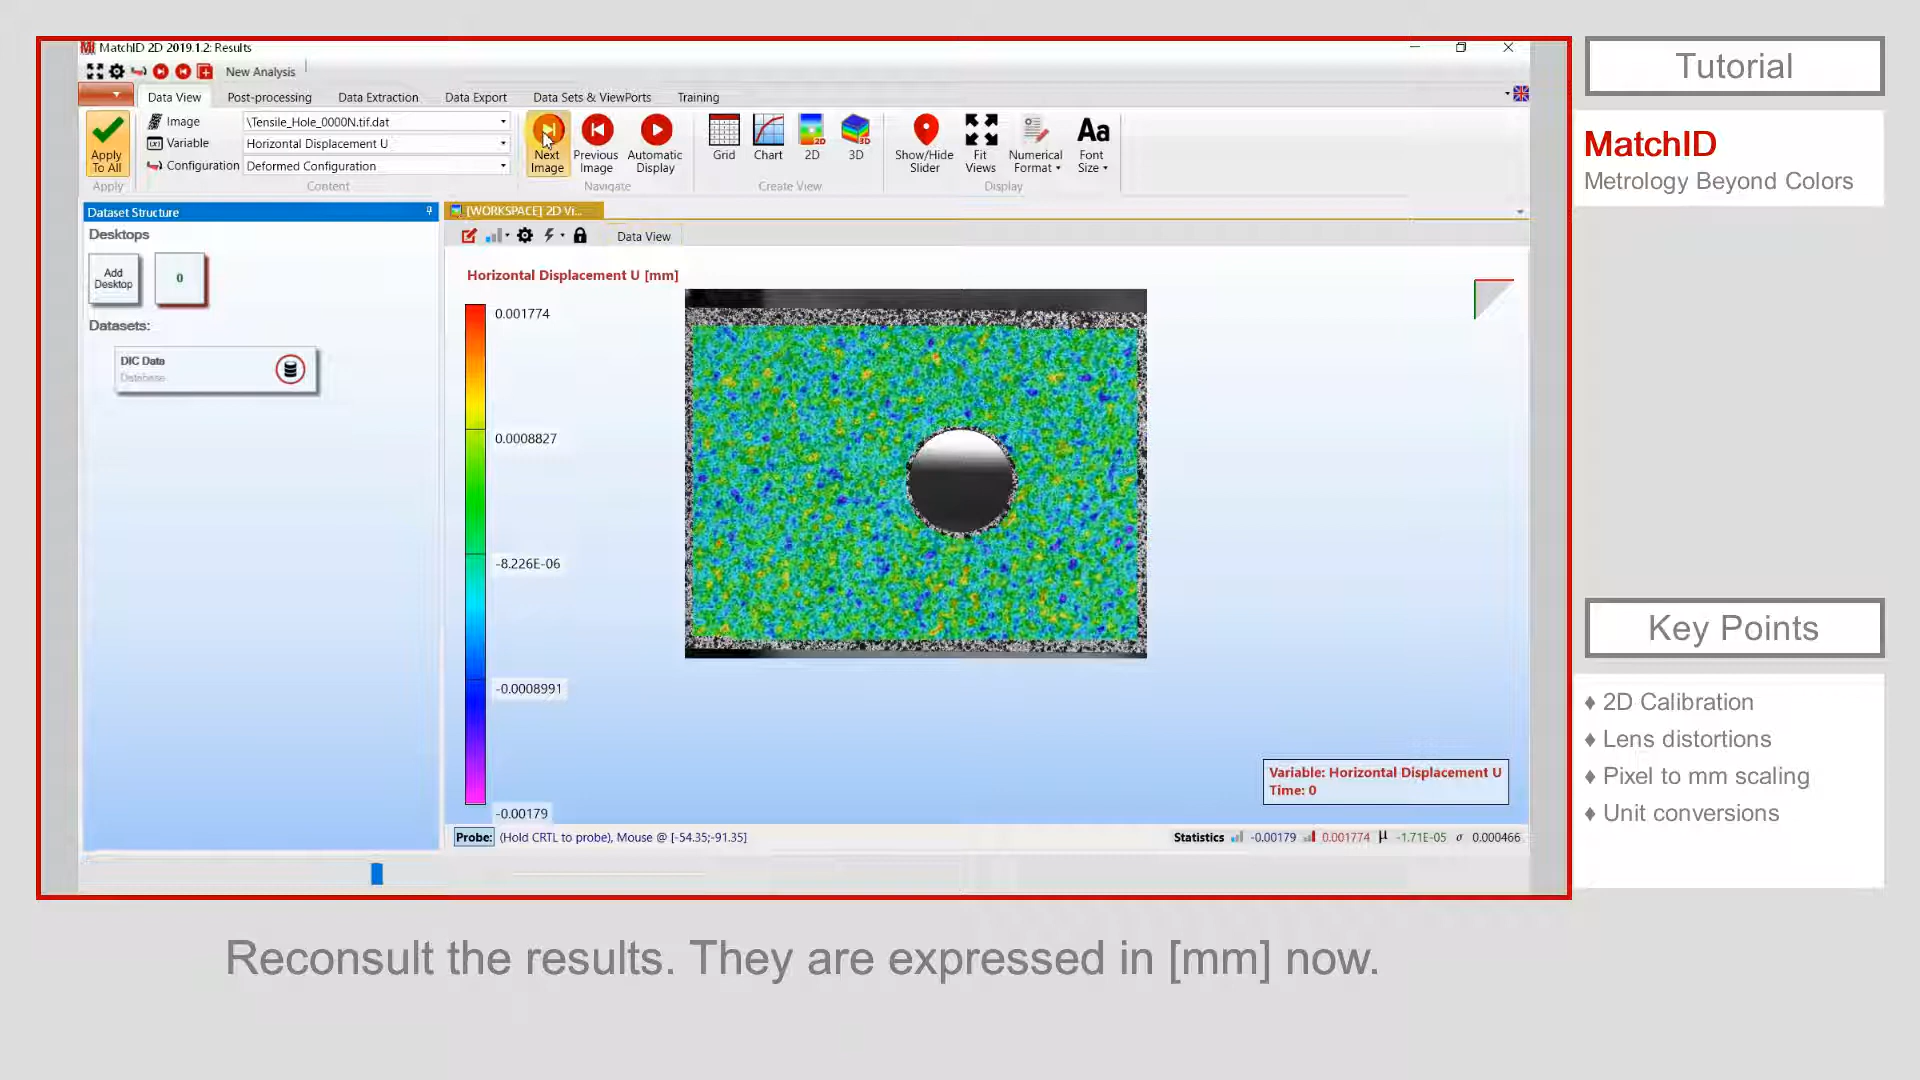 MatchID 2D 2019.1.2: Results
New Analysis
Data View
Post-processing
Data Extraction
Data Export
Data Sets & ViewPorts
Training
Apply
To All
Apply
Image
\Tensile_Hole_0000N.tif.dat
Variable
Horizontal Displacement U
Configuration
Deformed Configuration
Content
Next
Image
Previous
Image
Automatic
Display
Navigate
Grid
Chart
2D
3D
Create View
Show/Hide
Slider
Fit
Views
Numerical
Format
Aa
Font
Size
Display
Dataset Structure
Desktops
Add
Desktop
0
Datasets:
DIC Data
Database
[WORKSPACE] 2D Vi...
Data View
Horizontal Displacement U [mm]
0.001774
0.0008827
-8.226E-06
-0.0008991
-0.00179
Variable: Horizontal Displacement U
Time: 0
Probe: (Hold CRTL to probe), Mouse @ [-54.35;-91.35]
Statistics -0.00179 0.001774 μ -1.71E-05 σ 0.000466
Tutorial
MatchID
Metrology Beyond Colors
Key Points
♦ 2D Calibration
♦ Lens distortions
♦ Pixel to mm scaling
♦ Unit conversions
Reconsult the results. They are expressed in [mm] now.